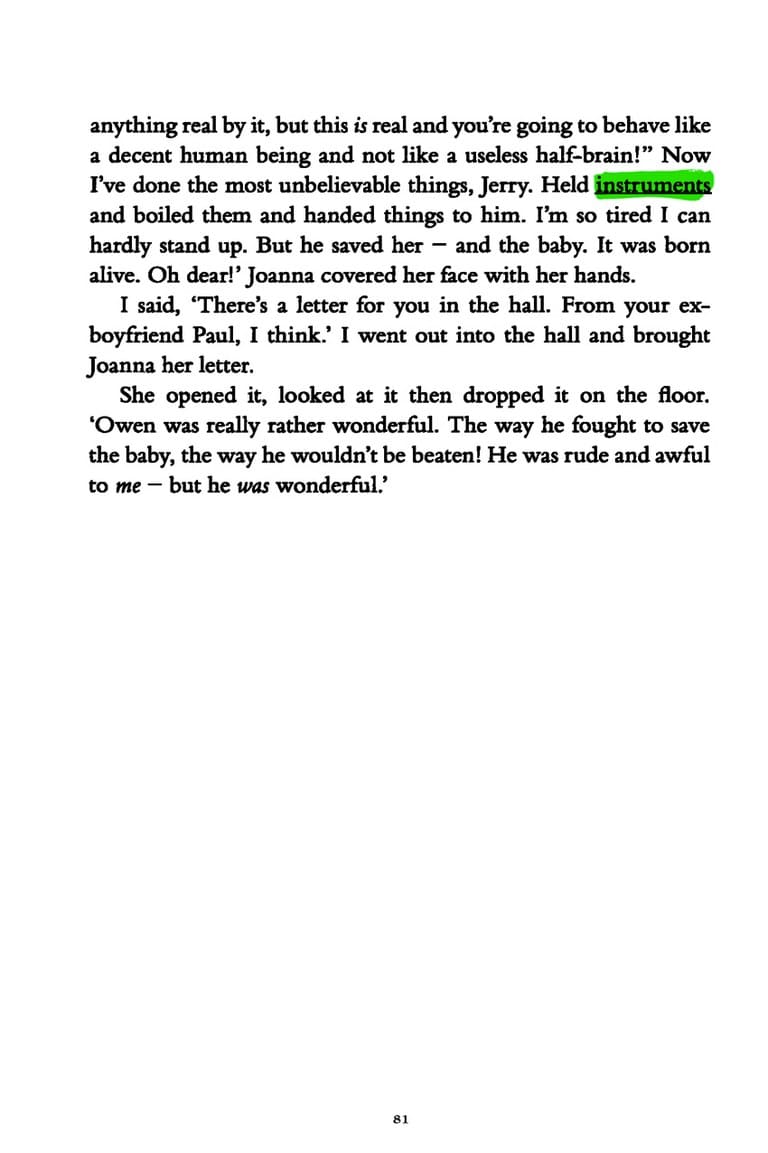 anything real by it, but this is real and you’re going to behave like
a decent human being and not like a useless half-brain!” Now
I’ve done the most unbelievable things, Jerry. Held instruments
and boiled them and handed things to him. I’m so tired I can
hardly stand up. But he saved her – and the baby. It was born
alive. Oh dear!’ Joanna covered her face with her hands.
I said, ‘There’s a letter for you in the hall. From your ex-
boyfriend Paul, I think.’ I went out into the hall and brought
Joanna her letter.
She opened it, looked at it then dropped it on the floor.
‘Owen was really rather wonderful. The way he fought to save
the baby, the way he wouldn’t be beaten! He was rude and awful
to me – but he was wonderful.’
81